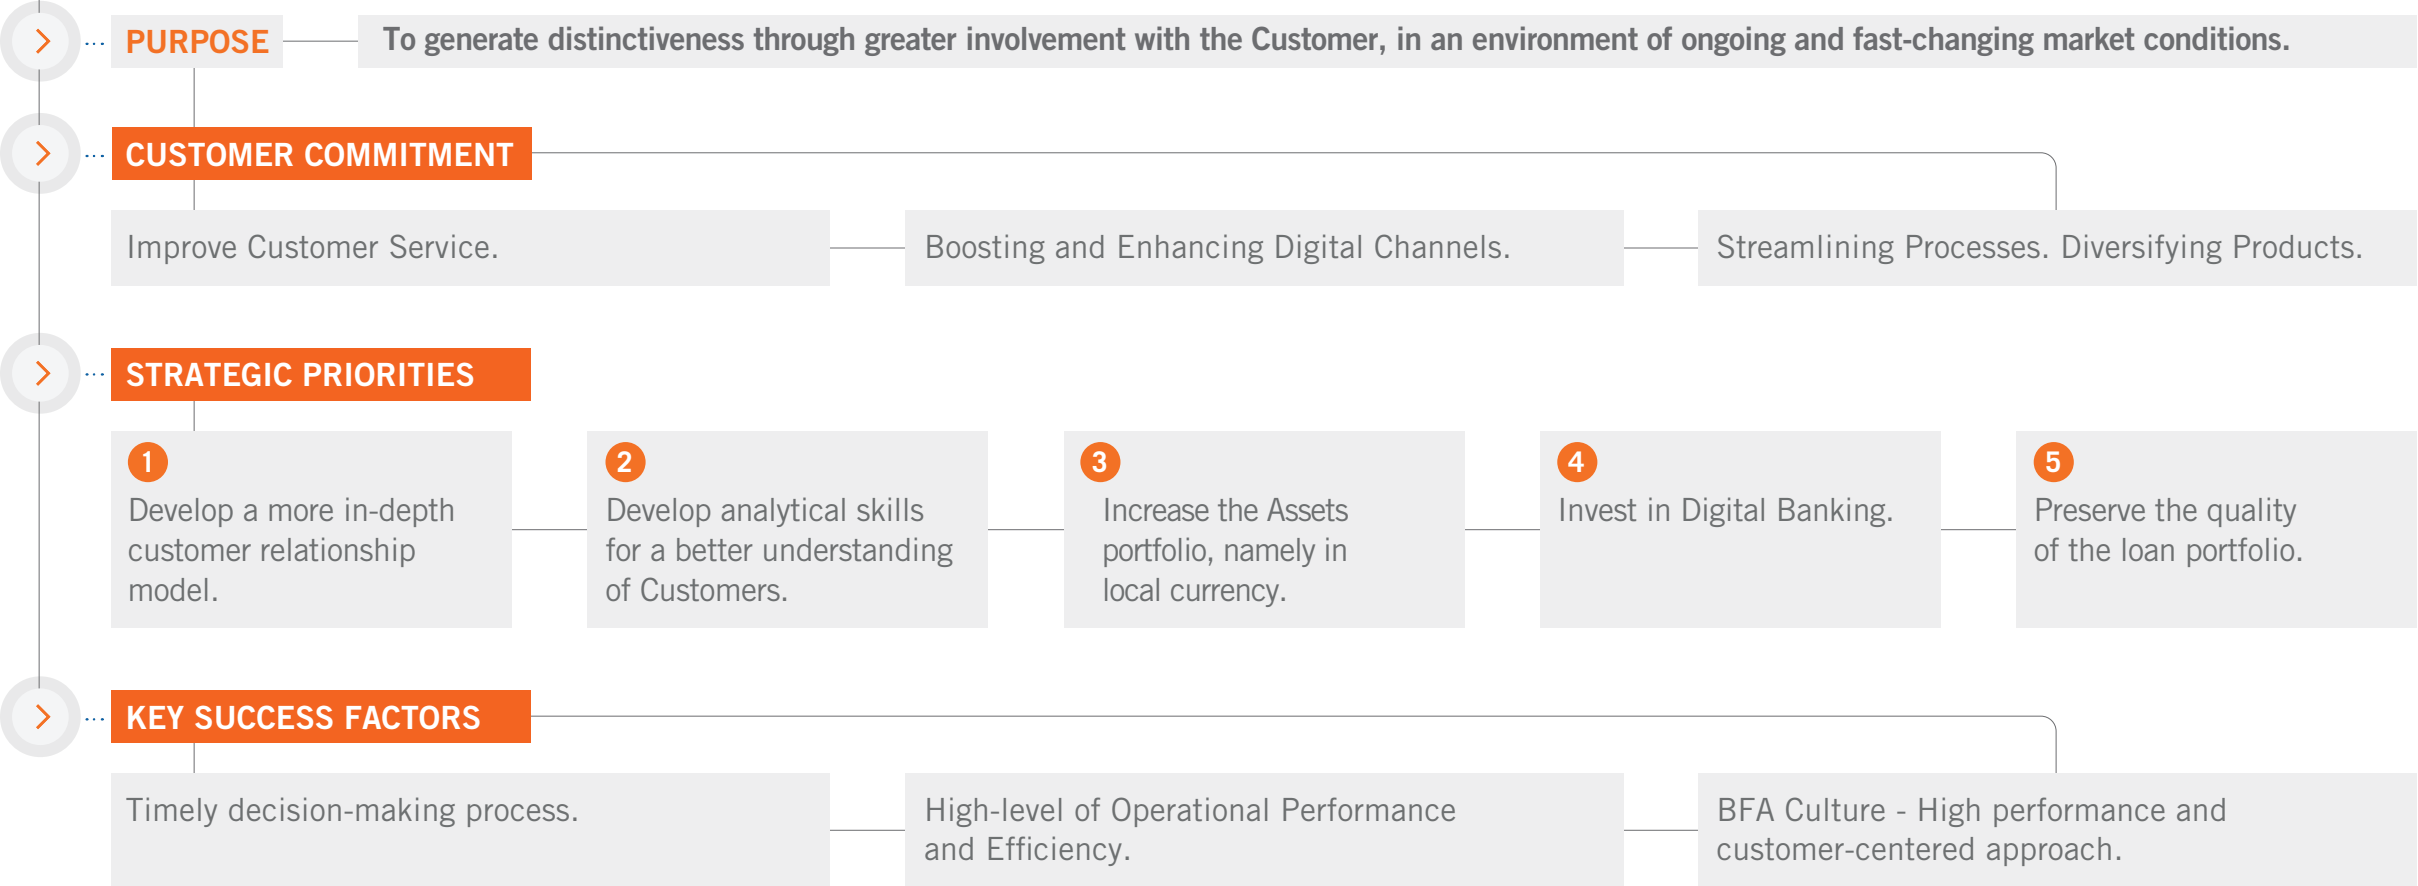 PURPOSE
To generate distinctiveness through greater involvement with the Customer, in an environment of ongoing and fast-changing market conditions.
CUSTOMER COMMITMENT
Improve Customer Service.
Boosting and Enhancing Digital Channels.
Streamlining Processes. Diversifying Products.
STRATEGIC PRIORITIES
1
Develop a more in-depth
customer relationship
model.
2
Develop analytical skills
for a better understanding
of Customers.
3
Increase the Assets
portfolio, namely in
local currency.
4
Invest in Digital Banking.
5
Preserve the quality
of the loan portfolio.
KEY SUCCESS FACTORS
Timely decision-making process.
High-level of Operational Performance
and Efficiency.
BFA Culture - High performance and
customer-centered approach.